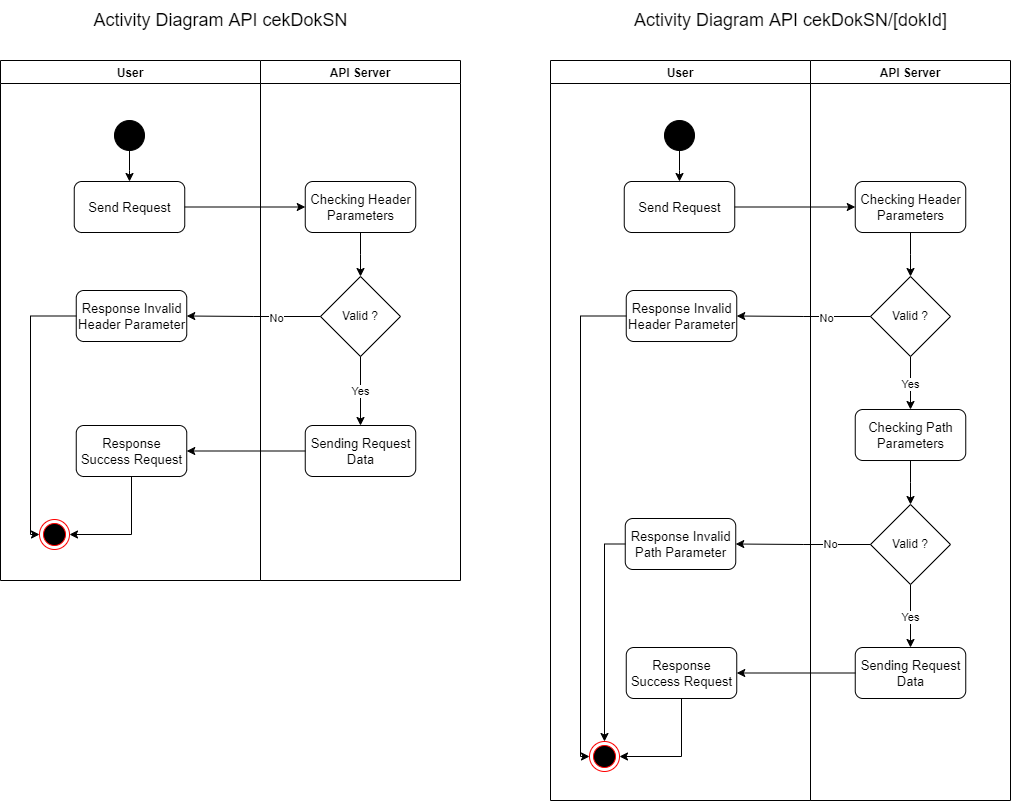 Activity Diagram API cekDokSN
User
API Server
Send Request
Checking Header
Parameters
Valid ?
No
Response Invalid
Header Parameter
Yes
Sending Request
Data
Response
Success Request
Activity Diagram API cekDokSN/[dokId]
User
API Server
Send Request
Checking Header
Parameters
Valid ?
No
Response Invalid
Header Parameter
Yes
Checking Path
Parameters
Valid ?
No
Response Invalid
Path Parameter
Yes
Sending Request
Data
Response
Success Request